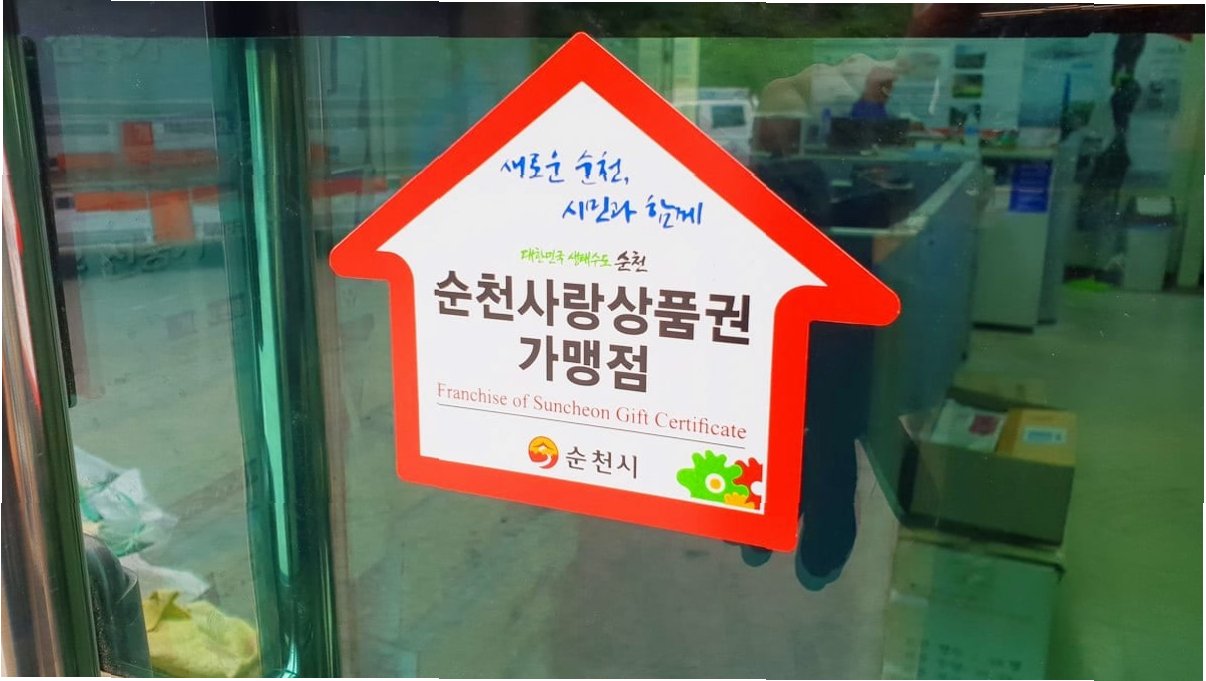 새로운 순천,
시민과 함께
대한민국 생태수도 순천
순천사랑상품권
가맹점
Franchise of Suncheon Gift Certificate
순천시